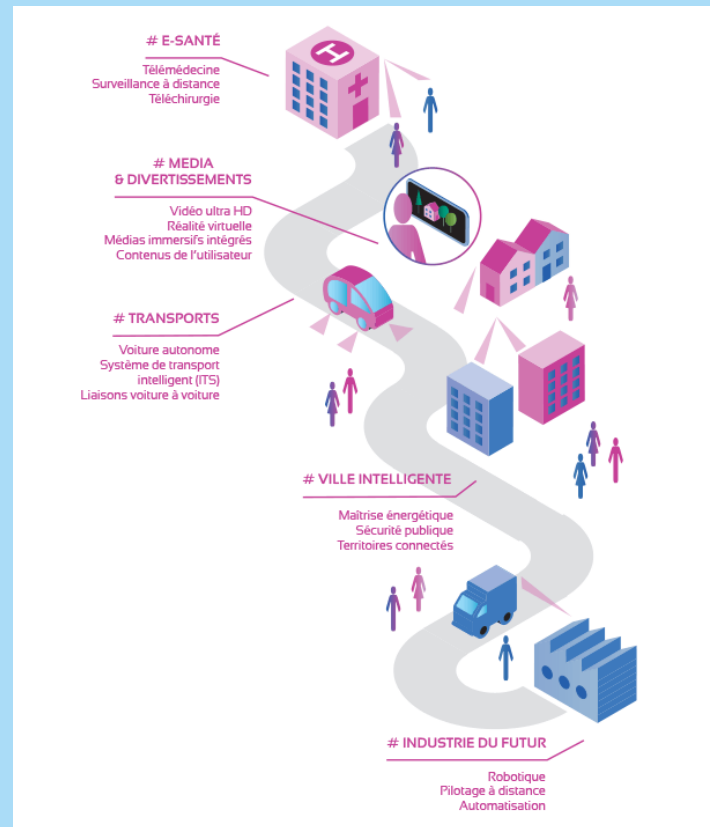 # E-SANTÉ
Télémédecine
Surveillance à distance
Téléchirurgie
# MEDIA
& DIVERTISSEMENTS
Vidéo ultra HD
Réalité virtuelle
Médias immersifs intégrés
Contenus de l'utilisateur
# TRANSPORTS
Voiture autonome
Système de transport
intelligent (ITS)
Liaisons voiture à voiture
# VILLE INTELLIGENTE
Maîtrise énergétique
Sécurité publique
Territoires connectés
# INDUSTRIE DU FUTUR
Robotique
Pilotage à distance
Automatisation